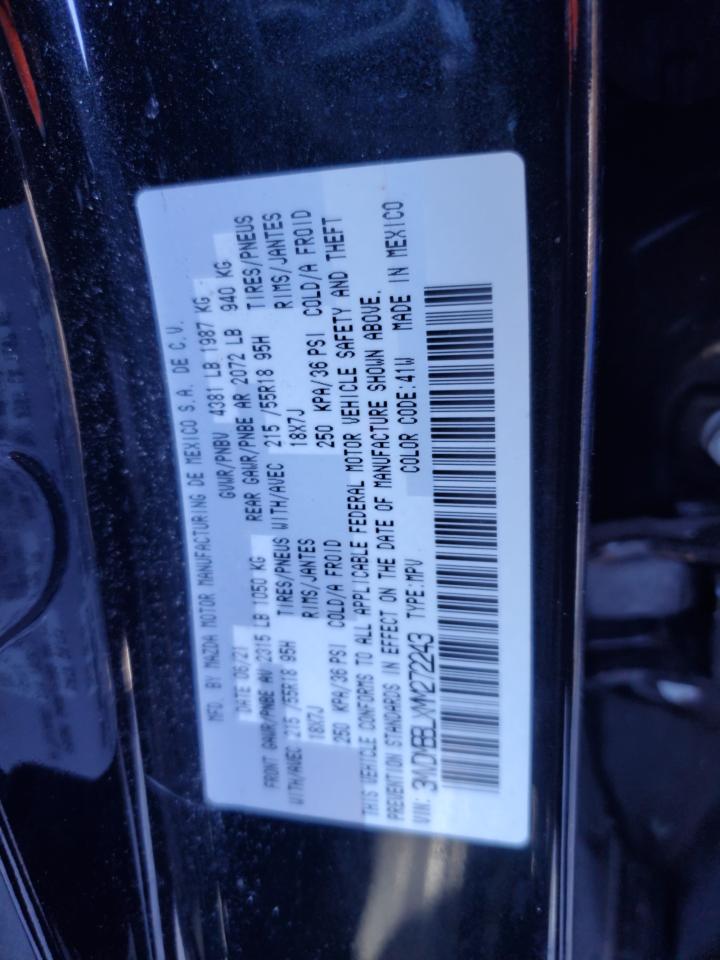 MFD. BY MAZDA MOTOR MANUFACTURING DE MEXICO S.A. DE C.V.
DATE 06/21 GVWR/PNBV 4381 LB 1987 KG
FRONT GAWR/PNBE AV 2315 LB 1050 KG REAR GAWR/PNBE AR 2072 LB 940 KG
WITH/AVEC 215 /55R18 95H TIRES/PNEUS WITH/AVEC 215 /55R18 95H TIRES/PNEUS
18X7J RIMS/JANTES 18X7J RIMS/JANTES
250 KPA/36 PSI COLD/A FROID 250 KPA/36 PSI COLD/A FROID
THIS VEHICLE CONFORMS TO ALL APPLICABLE FEDERAL MOTOR VEHICLE SAFETY AND THEFT
PREVENTION STANDARDS IN EFFECT ON THE DATE OF MANUFACTURE SHOWN ABOVE.
VIN: 3MVDMBBLXMM272243 TYPE:MPV COLOR CODE:41W MADE IN MEXICO